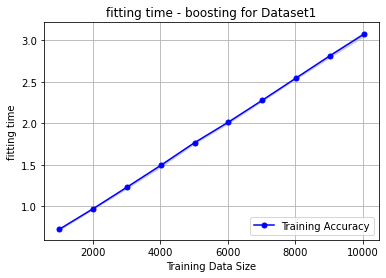 fitting time - boosting for Dataset1
3.0
2.5
2.0
1.5
1.0
fitting time
Training Accuracy
2000 4000 6000 8000 10000
Training Data Size